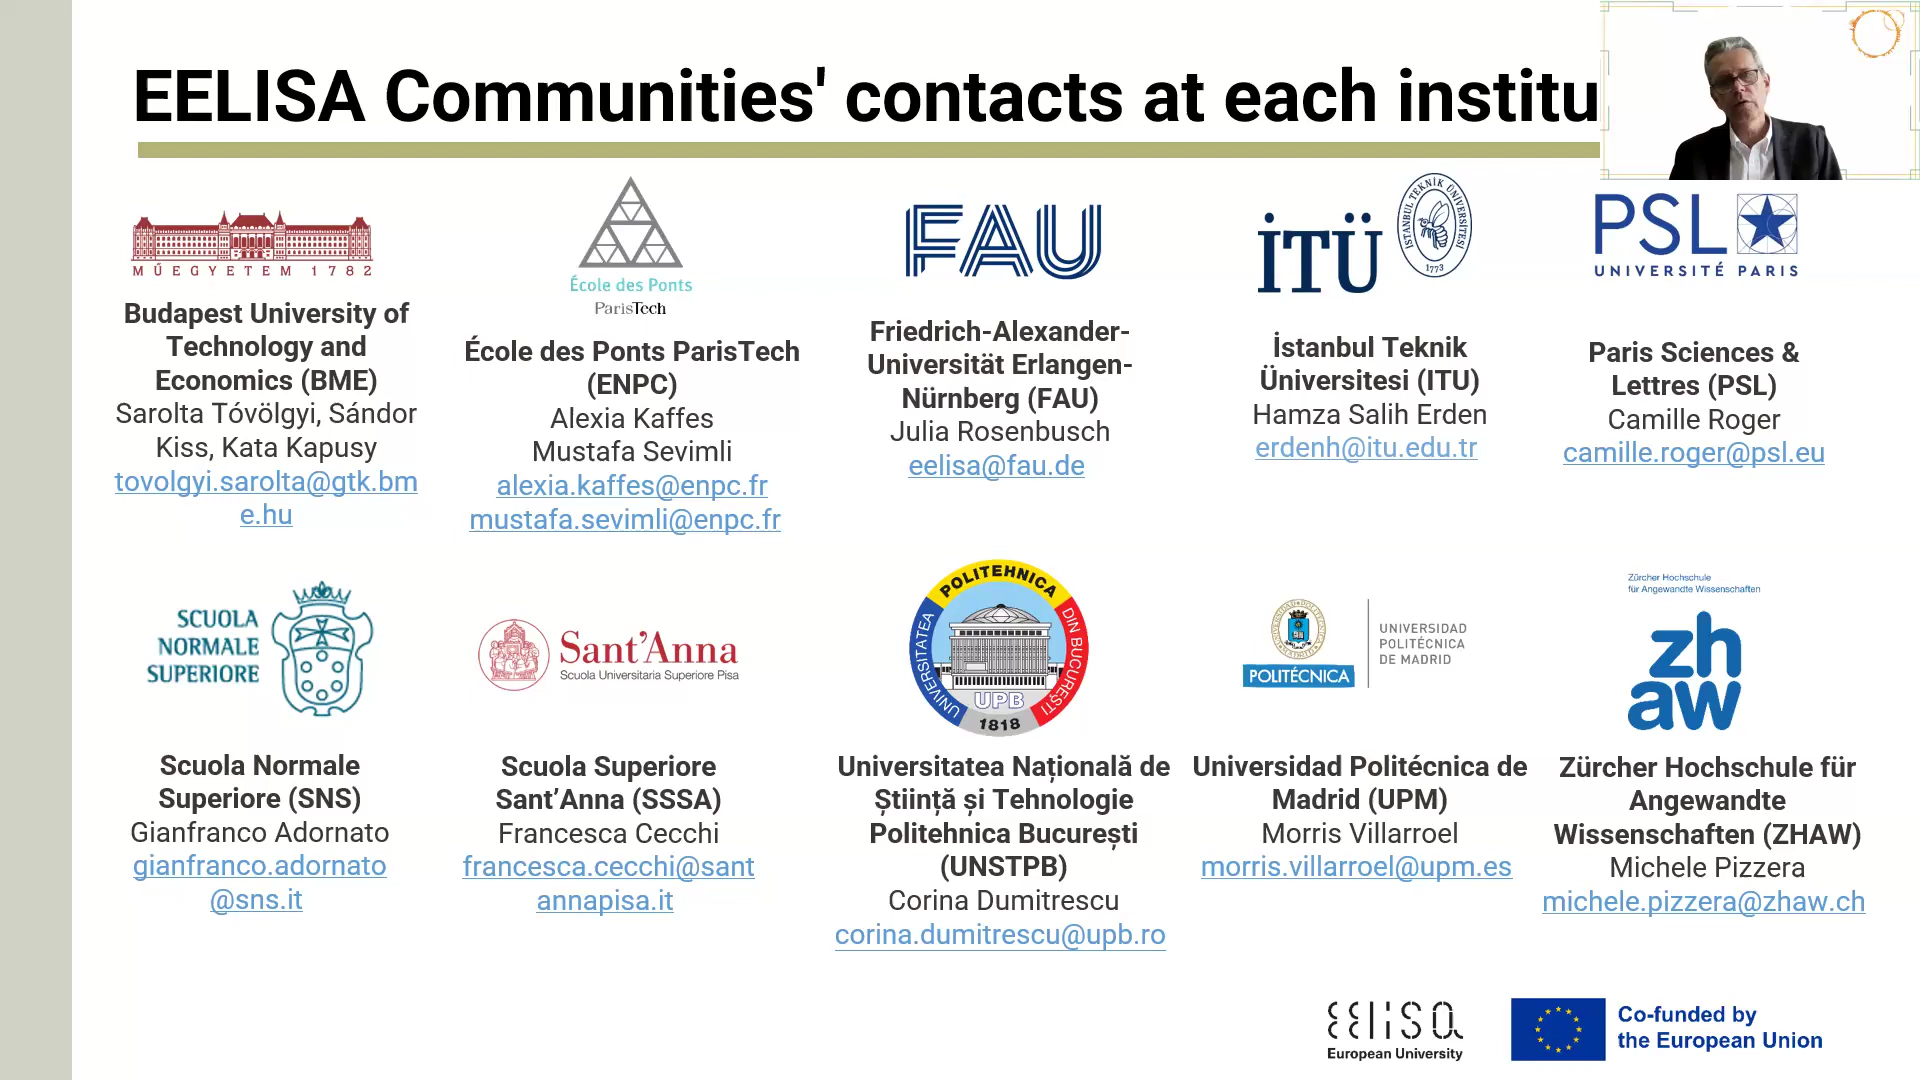 EELISA Communities' contacts at each institu
MŰEGYETEM 1782
Budapest University of
Technology and
Economics (BME)
Sarolta Tóvölgyi, Sándor
Kiss, Kata Kapusy
tovolgyi.sarolta@gtk.bm
e.hu
École des Ponts
ParisTech
École des Ponts ParisTech
(ENPC)
Alexia Kaffes
Mustafa Sevimli
alexia.kaffes@enpc.fr
mustafa.sevimli@enpc.fr
FAU
Friedrich-Alexander-
Universität Erlangen-
Nürnberg (FAU)
Julia Rosenbusch
eelisa@fau.de
İTÜ
İSTANBUL TEKNİK ÜNİVERSİTESİ
1773
İstanbul Teknik
Üniversitesi (ITU)
Hamza Salih Erden
erdenh@itu.edu.tr
PSL
UNIVERSITÉ PARIS
Paris Sciences &
Lettres (PSL)
Camille Roger
camille.roger@psl.eu
SCUOLA
NORMALE
SUPERIORE
Scuola Normale
Superiore (SNS)
Gianfranco Adornato
gianfranco.adornato
@sns.it
Sant'Anna
Scuola Universitaria Superiore Pisa
Scuola Superiore
Sant’Anna (SSSA)
Francesca Cecchi
francesca.cecchi@sant
annapisa.it
UNIVERSITATEA POLITEHNICA DIN BUCUREȘTI
UPB
1818
Universitatea Națională de
Știință și Tehnologie
Politehnica București
(UNSTPB)
Corina Dumitrescu
corina.dumitrescu@upb.ro
POLITÉCNICA
UNIVERSIDAD
POLITÉCNICA
DE MADRID
Universidad Politécnica de
Madrid (UPM)
Morris Villarroel
morris.villarroel@upm.es
Zürcher Hochschule
für Angewandte Wissenschaften
zh
aw
Zürcher Hochschule für
Angewandte
Wissenschaften (ZHAW)
Michele Pizzera
michele.pizzera@zhaw.ch
EELISA
European University
Co-funded by
the European Union